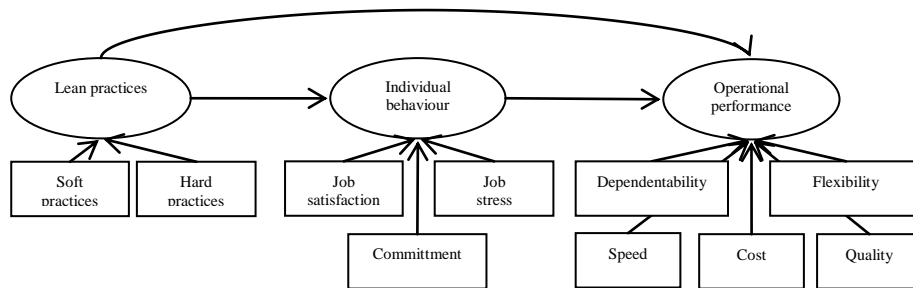 Lean practices
Individual
behaviour
Operational
performance
Soft
practices
Hard
practices
Job
satisfaction
Job
stress
Dependentability
Flexibility
Committment
Speed
Cost
Quality